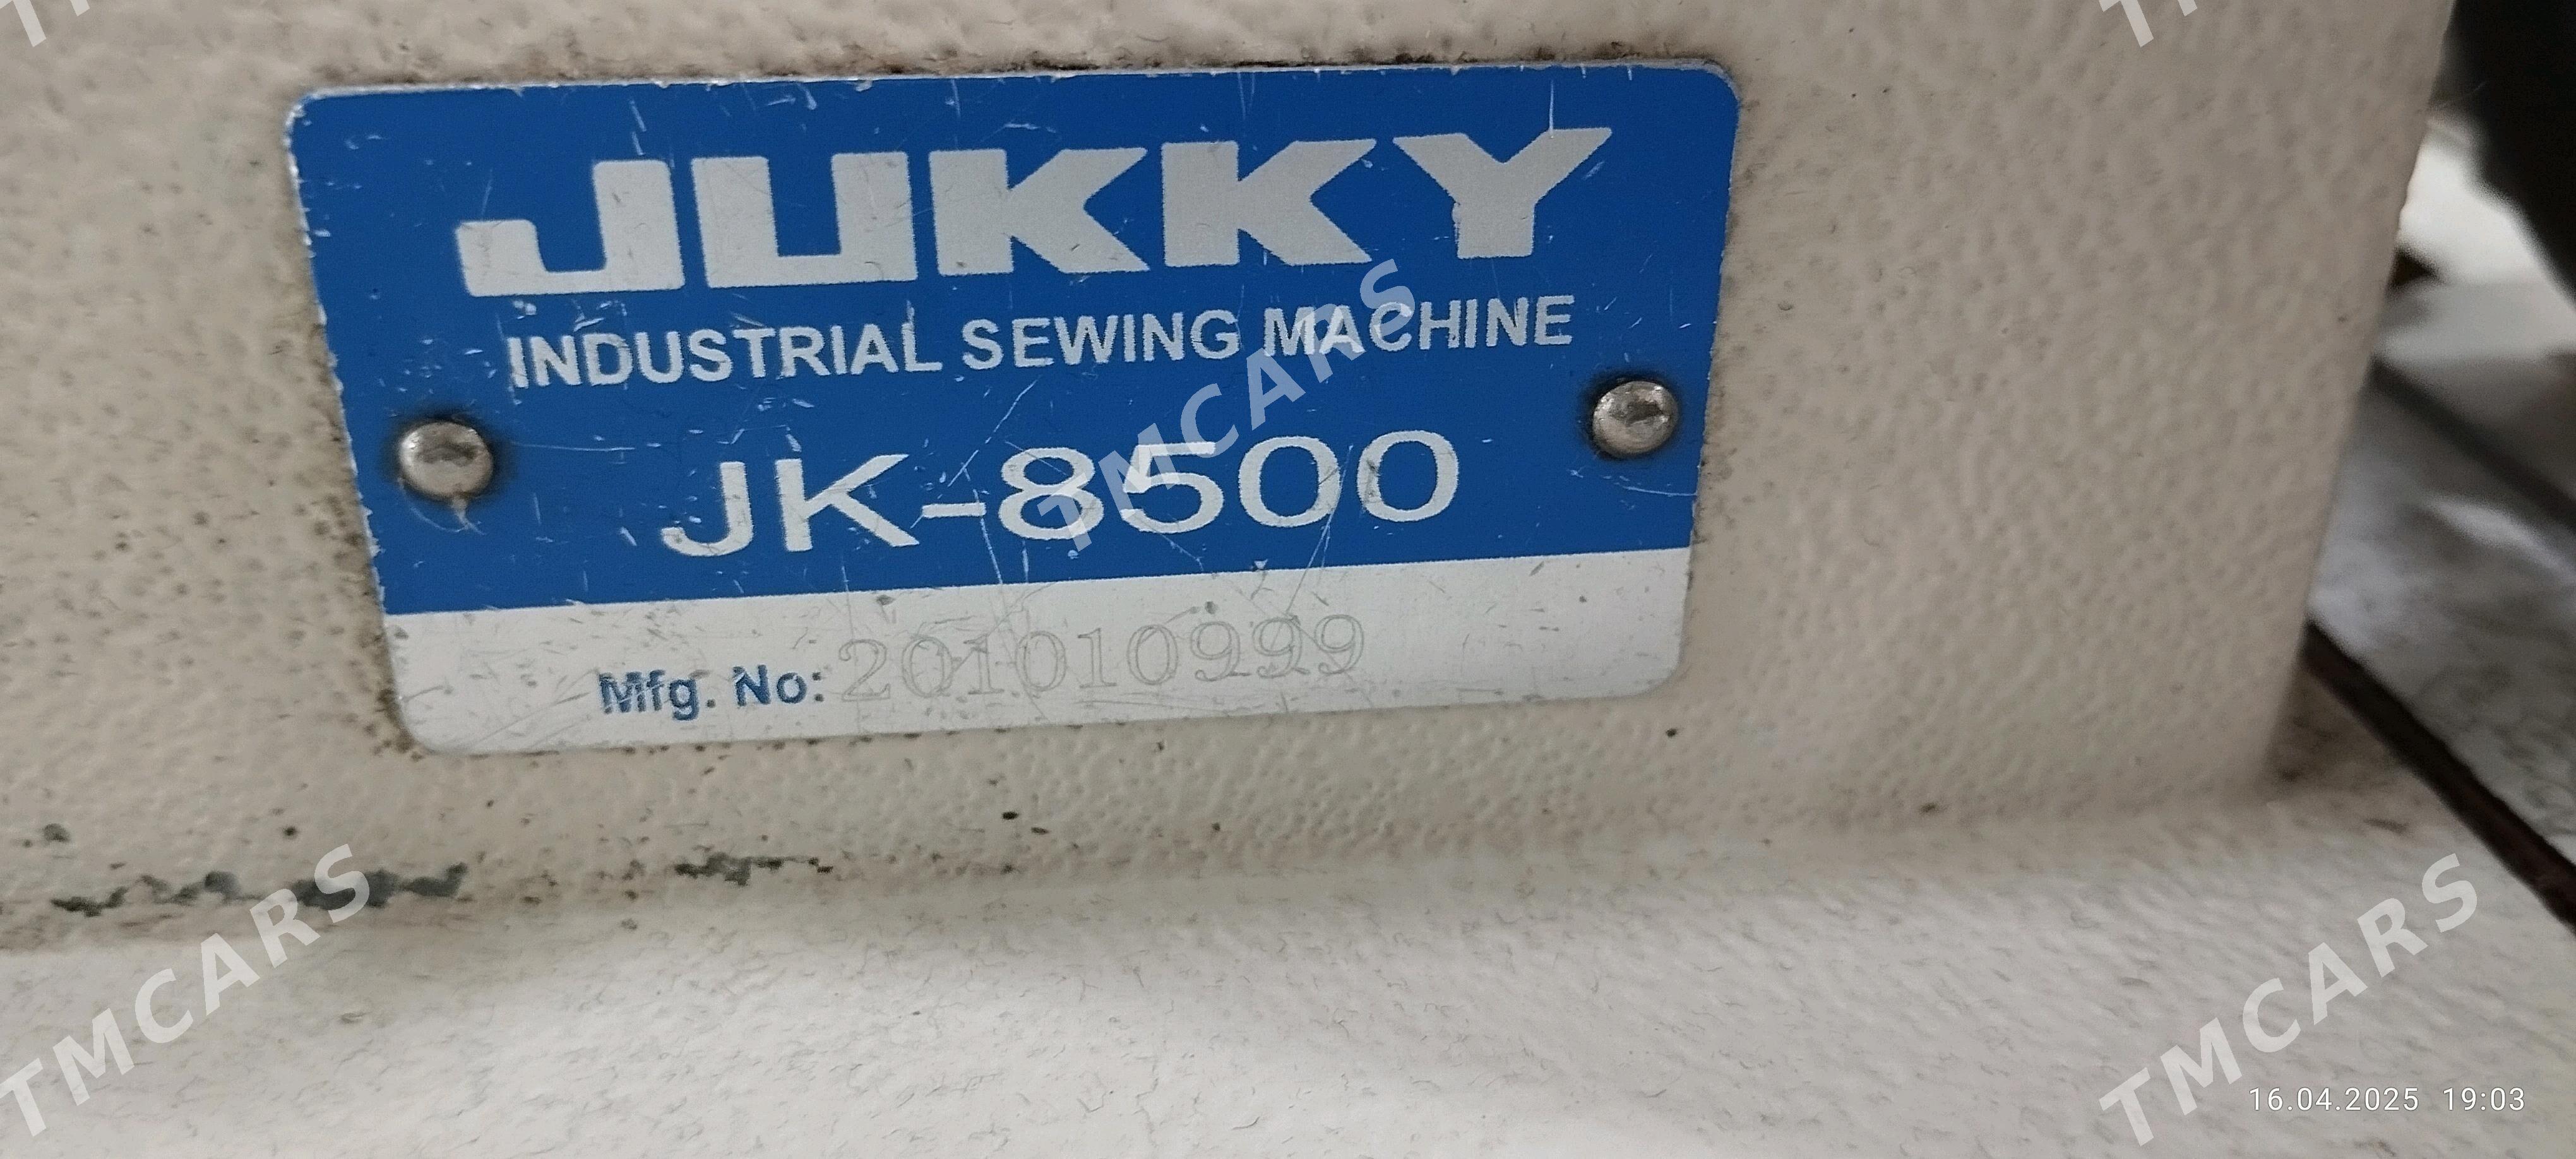 JUKKY
INDUSTRIAL SEWING MACHINE
JK-8500
Mfg. No: 201010999
TMCARS
TMCARS
TMCARS
16.04.2025 19:03